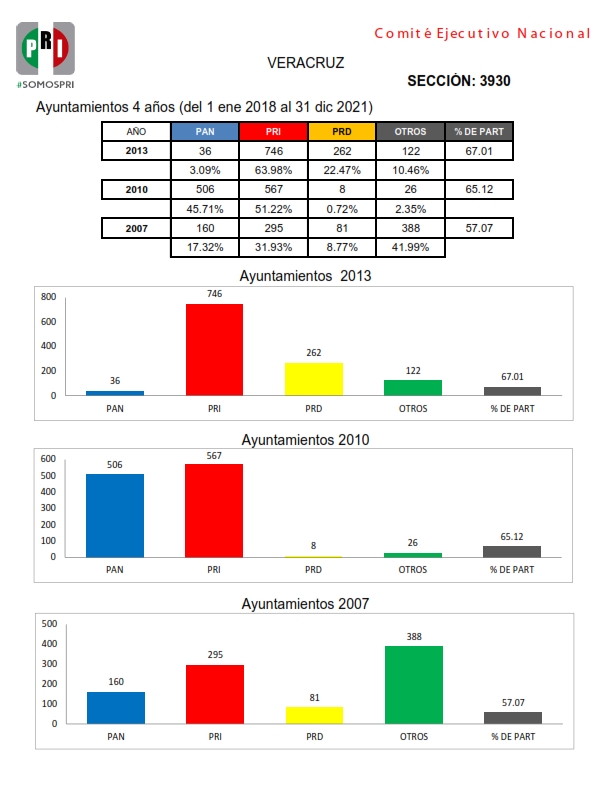 Comité Ejecutivo Nacional
PRI
#SOMOSPRI
VERACRUZ
SECCIÓN: 3930
Ayuntamientos 4 años (del 1 ene 2018 al 31 dic 2021)
AÑO PAN PRI PRD OTROS % DE PART
2013 36 746 262 122 67.01
3.09% 63.98% 22.47% 10.46%
2010 506 567 8 26 65.12
45.71% 51.22% 0.72% 2.35%
2007 160 295 81 388 57.07
17.32% 31.93% 8.77% 41.99%
Ayuntamientos 2013
800
600
400
200
0
36 746 262 122 67.01
PAN PRI PRD OTROS % DE PART
Ayuntamientos 2010
600
500
400
300
200
100
0
506 567 8 26 65.12
PAN PRI PRD OTROS % DE PART
Ayuntamientos 2007
500
400
300
200
100
0
160 295 81 388 57.07
PAN PRI PRD OTROS % DE PART